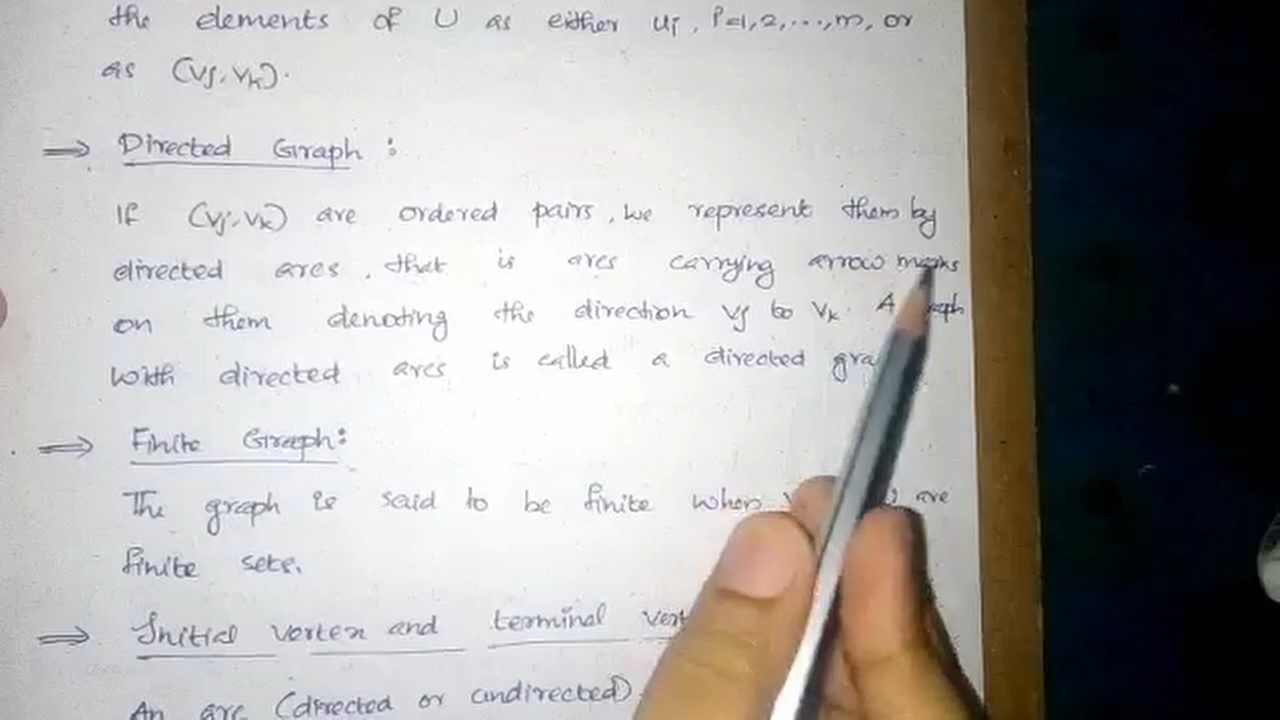 the elements of U as either ui, i=1,2,...,m, or
as (vj, vk).
⇒ Directed Graph :
If (vj, vk) are ordered pairs, we represent them by
directed arcs, that is arcs carrying arrow marks
on them denoting the direction vj to vk. A
with directed arcs is called a directed
⇒ Finite Graph:
The graph is said to be finite when are
finite sets.
⇒ Initial vertex and terminal
An arc (directed or undirected)